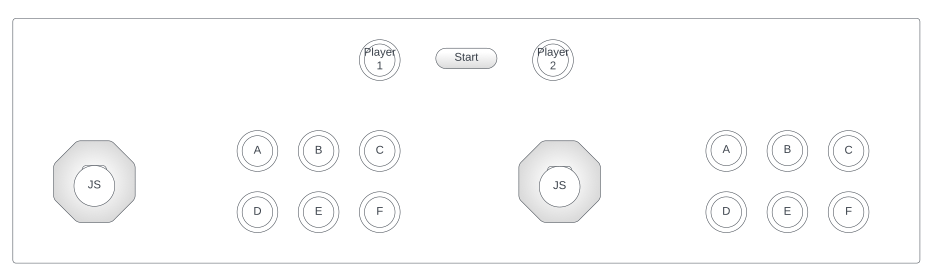 Player
1
Start
Player
2
JS
A B C
D E F
JS
A B C
D E F